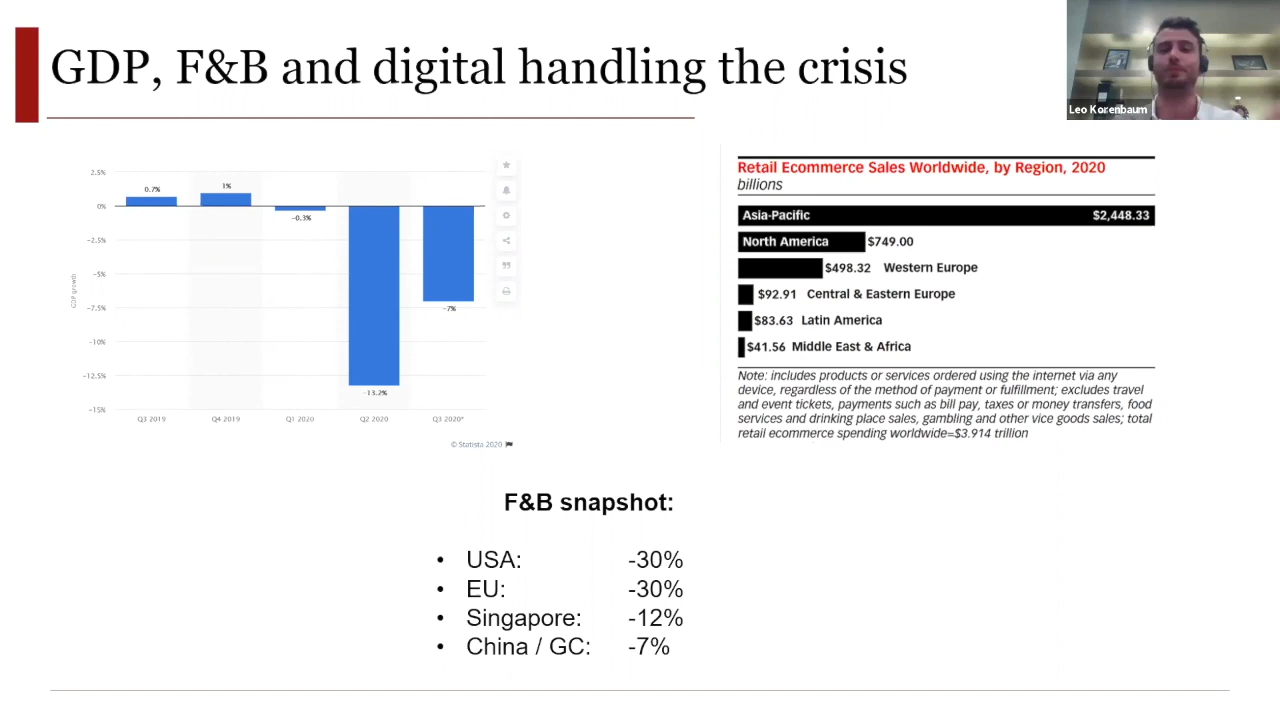 GDP, F&B and digital handling the crisis
Leo Korenbaum
2.5%
0%
−2.5%
−5%
−7.5%
−10%
−12.5%
−15%
GDP growth
0.7%
1%
−0.3%
−13.2%
−7%
Q3 2019
Q4 2019
Q1 2020
Q2 2020
Q3 2020*
© Statista 2020
Retail Ecommerce Sales Worldwide, by Region, 2020
billions
Asia-Pacific $2,448.33
North America $749.00
$498.32 Western Europe
$92.91 Central & Eastern Europe
$83.63 Latin America
$41.56 Middle East & Africa
Note: includes products or services ordered using the internet via any
device, regardless of the method of payment or fulfillment; excludes travel
and event tickets, payments such as bill pay, taxes or money transfers, food
services and drinking place sales, gambling and other vice goods sales; total
retail ecommerce spending worldwide=$3.914 trillion
F&B snapshot:
• USA: -30%
• EU: -30%
• Singapore: -12%
• China / GC: -7%